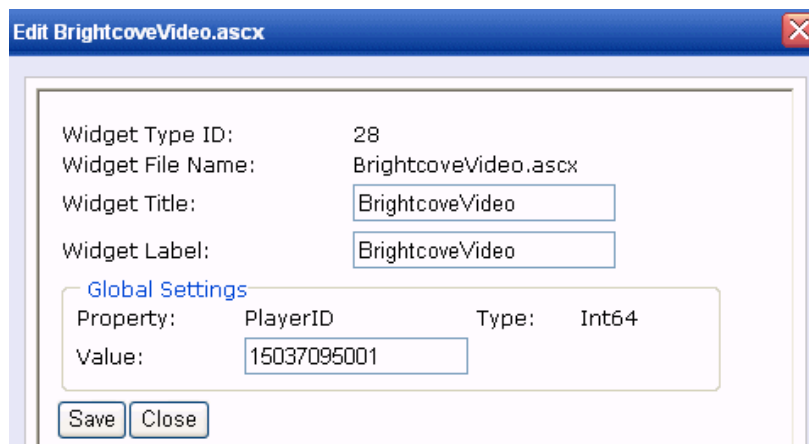 Edit BrightcoveVideo.ascx
Widget Type ID: 28
Widget File Name: BrightcoveVideo.ascx
Widget Title: BrightcoveVideo
Widget Label: BrightcoveVideo
Global Settings
Property: PlayerID Type: Int64
Value: 15037095001
Save Close